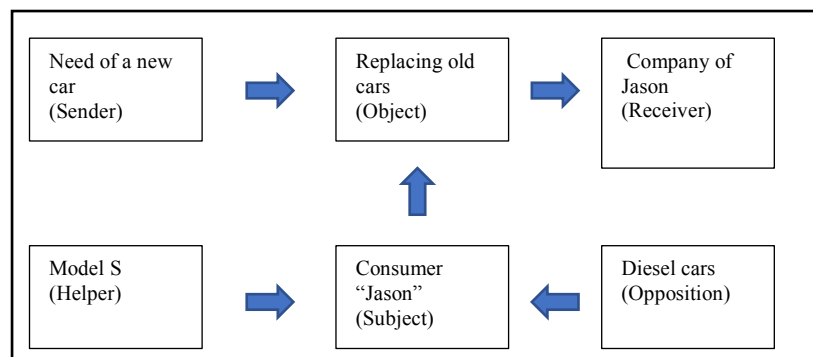 Need of a new
car
(Sender)
Replacing old
cars
(Object)
Company of
Jason
(Receiver)
Model S
(Helper)
Consumer
“Jason”
(Subject)
Diesel cars
(Opposition)